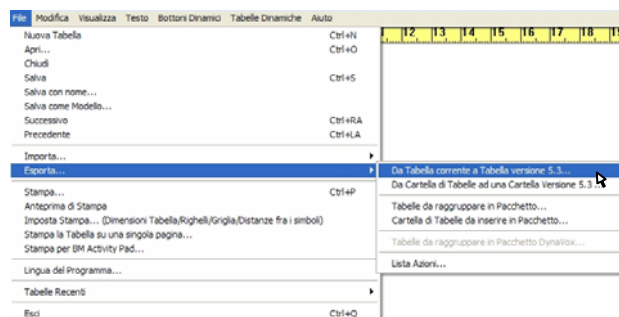 File Modifica Visualizza Testo Bottoni Dinamici Tabelle Dinamiche Aiuto
Nuova Tabella Ctrl+N
Apri... Ctrl+O
Chiudi
Salva Ctrl+S
Salva con nome...
Salva come Modello...
Successivo Ctrl+RA
Precedente Ctrl+LA
Importa...
Esporta...
Stampa... Ctrl+P
Anteprima di Stampa
Imposta Stampa... (Dimensioni Tabella/Righelli/Griglia/Distanze fra i simboli)
Stampa la Tabella su una singola pagina...
Stampa per BM Activity Pad...
Lingua del Programma...
Tabelle Recenti
Esci Ctrl+Q
12 13 14 15 16 17 18
Da Tabella corrente a Tabella versione 5.3...
Da Cartella di Tabelle ad una Cartella Versione 5.3 ...
Tabelle da raggruppare in Pacchetto...
Cartella di Tabelle da inserire in Pacchetto...
Tabelle da raggruppare in Pacchetto DynaVox...
Lista Azioni...